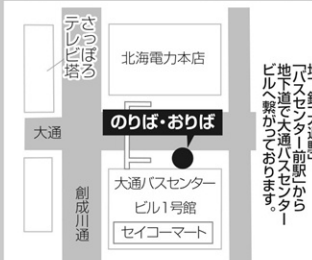 「バスセンター前駅」から
地下道で大通バスセンター
ビルへ繋がっております。
さっぽろ
テレビ塔
北海電力本店
のりば・おりば
大通
大通バスセンター
ビル1号館
セイコーマート
創成川通